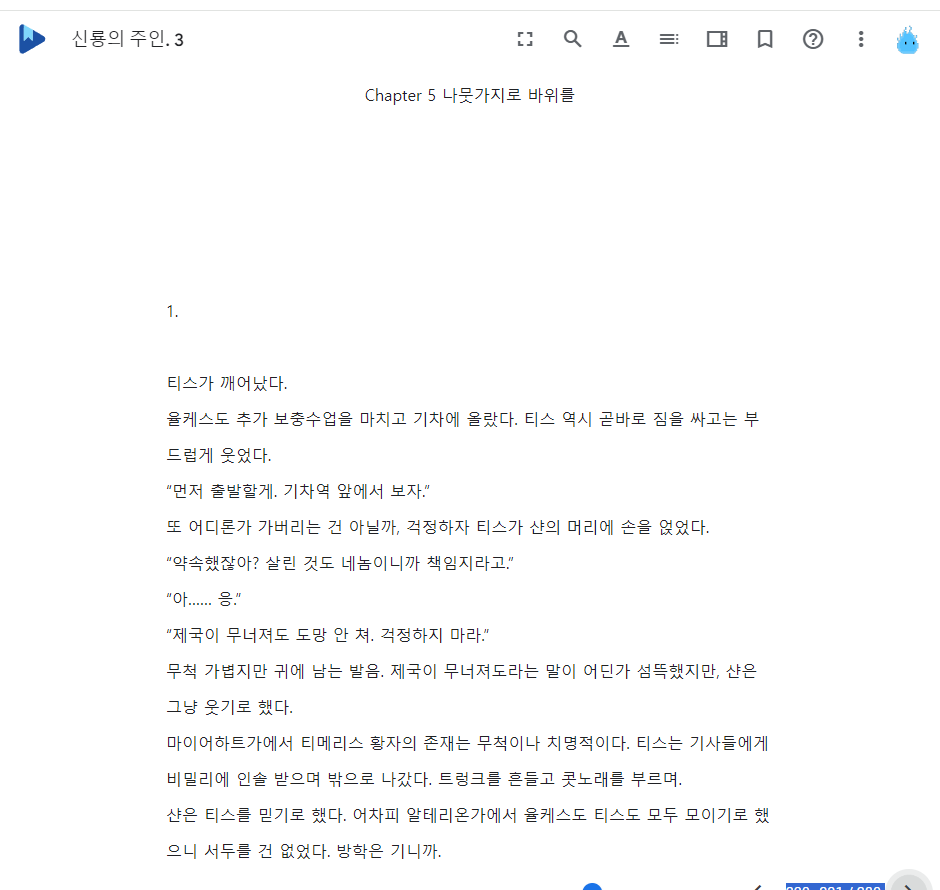 신룡의 주인. 3
Chapter 5 나뭇가지로 바위를
1.
티스가 깨어났다.
율케스도 추가 보충수업을 마치고 기차에 올랐다. 티스 역시 곧바로 짐을 싸고는 부
드럽게 웃었다.
“먼저 출발할게. 기차역 앞에서 보자.”
또 어디론가 가버리는 건 아닐까, 걱정하자 티스가 샨의 머리에 손을 얹었다.
“약속했잖아? 살린 것도 네놈이니까 책임지라고.”
“아…… 응.”
“제국이 무너져도 도망 안 쳐. 걱정하지 마라.”
무척 가볍지만 귀에 남는 발음. 제국이 무너져도라는 말이 어딘가 섬뜩했지만, 샨은
그냥 웃기로 했다.
마이어하트가에서 티메리스 황자의 존재는 무척이나 치명적이다. 티스는 기사들에게
비밀리에 인솔 받으며 밖으로 나갔다. 트렁크를 흔들고 콧노래를 부르며.
샨은 티스를 믿기로 했다. 어차피 알테리온가에서 율케스도 티스도 모두 모이기로 했
으니 서두를 건 없었다. 방학은 기니까.